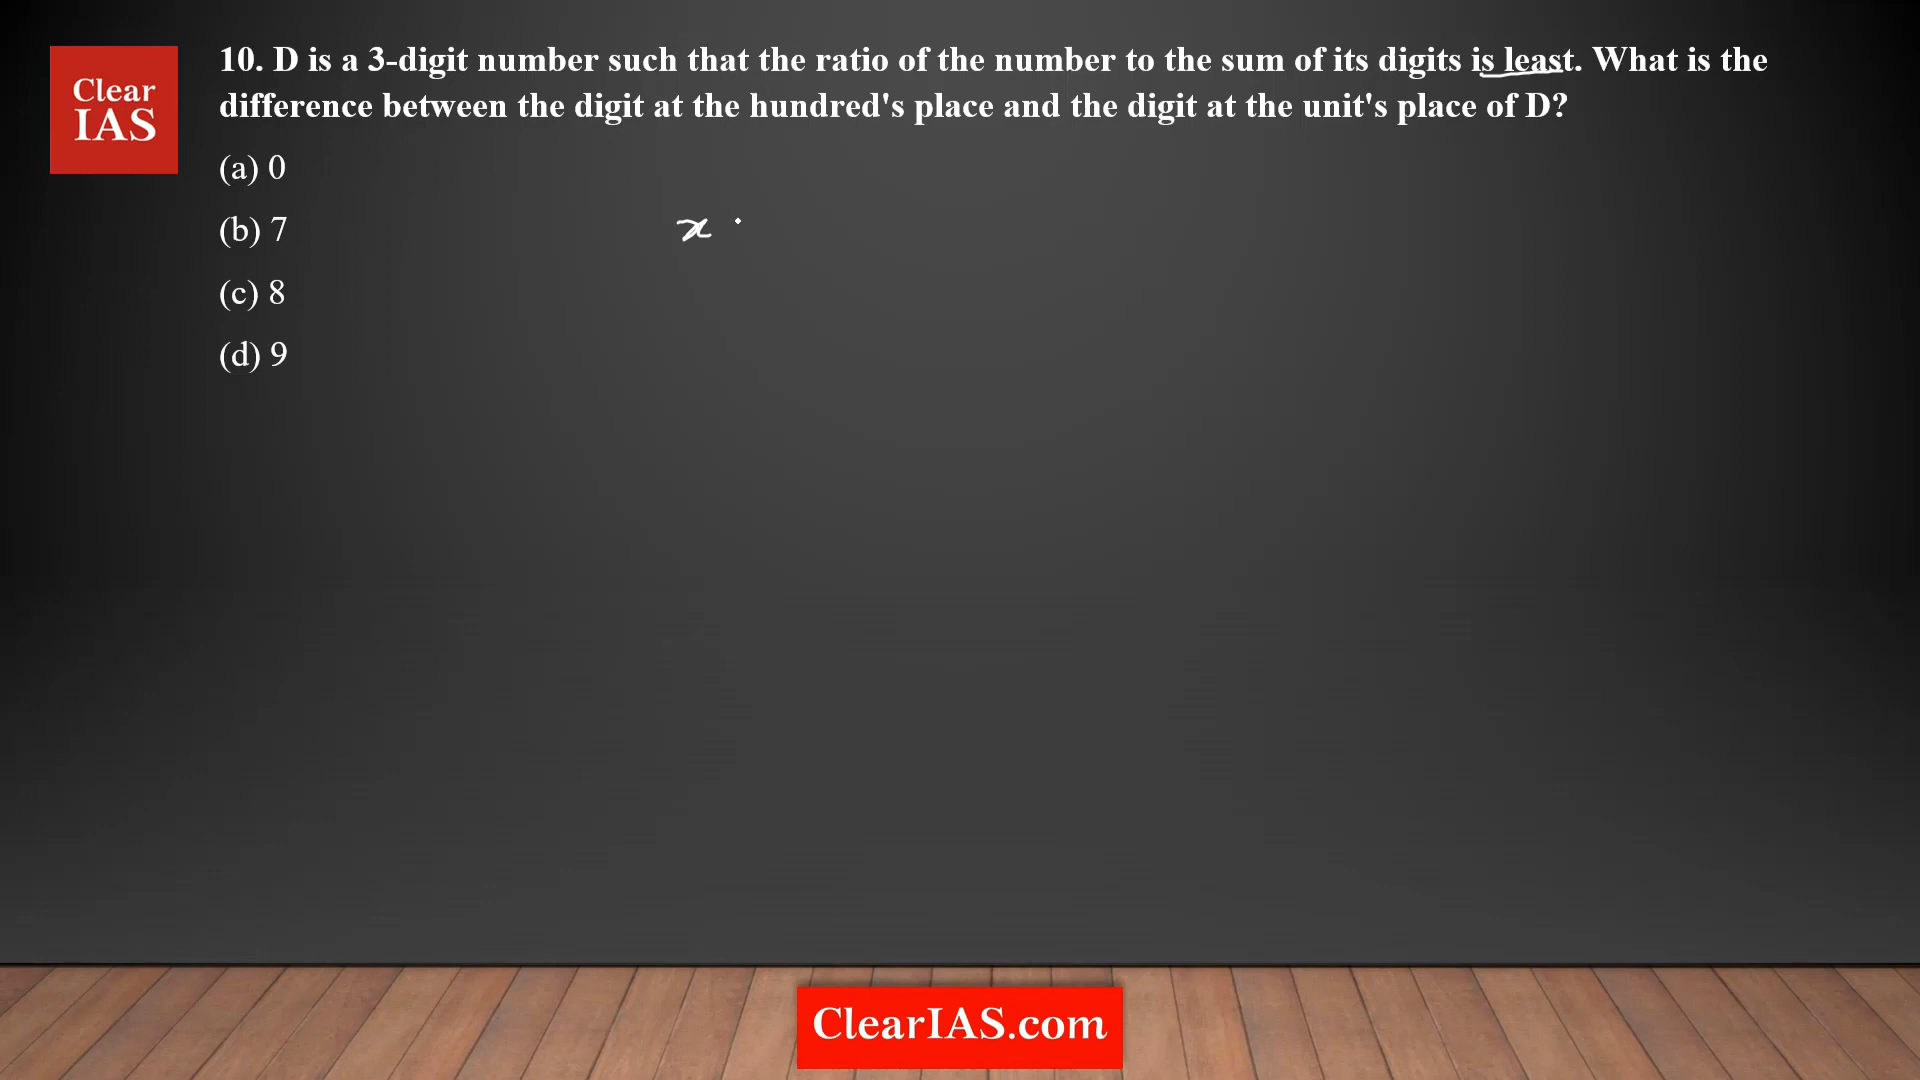 Clear
IAS
10. D is a 3-digit number such that the ratio of the number to the sum of its digits is least. What is the
difference between the digit at the hundred's place and the digit at the unit's place of D?
(a) 0
(b) 7
x
(c) 8
(d) 9
ClearIAS.com